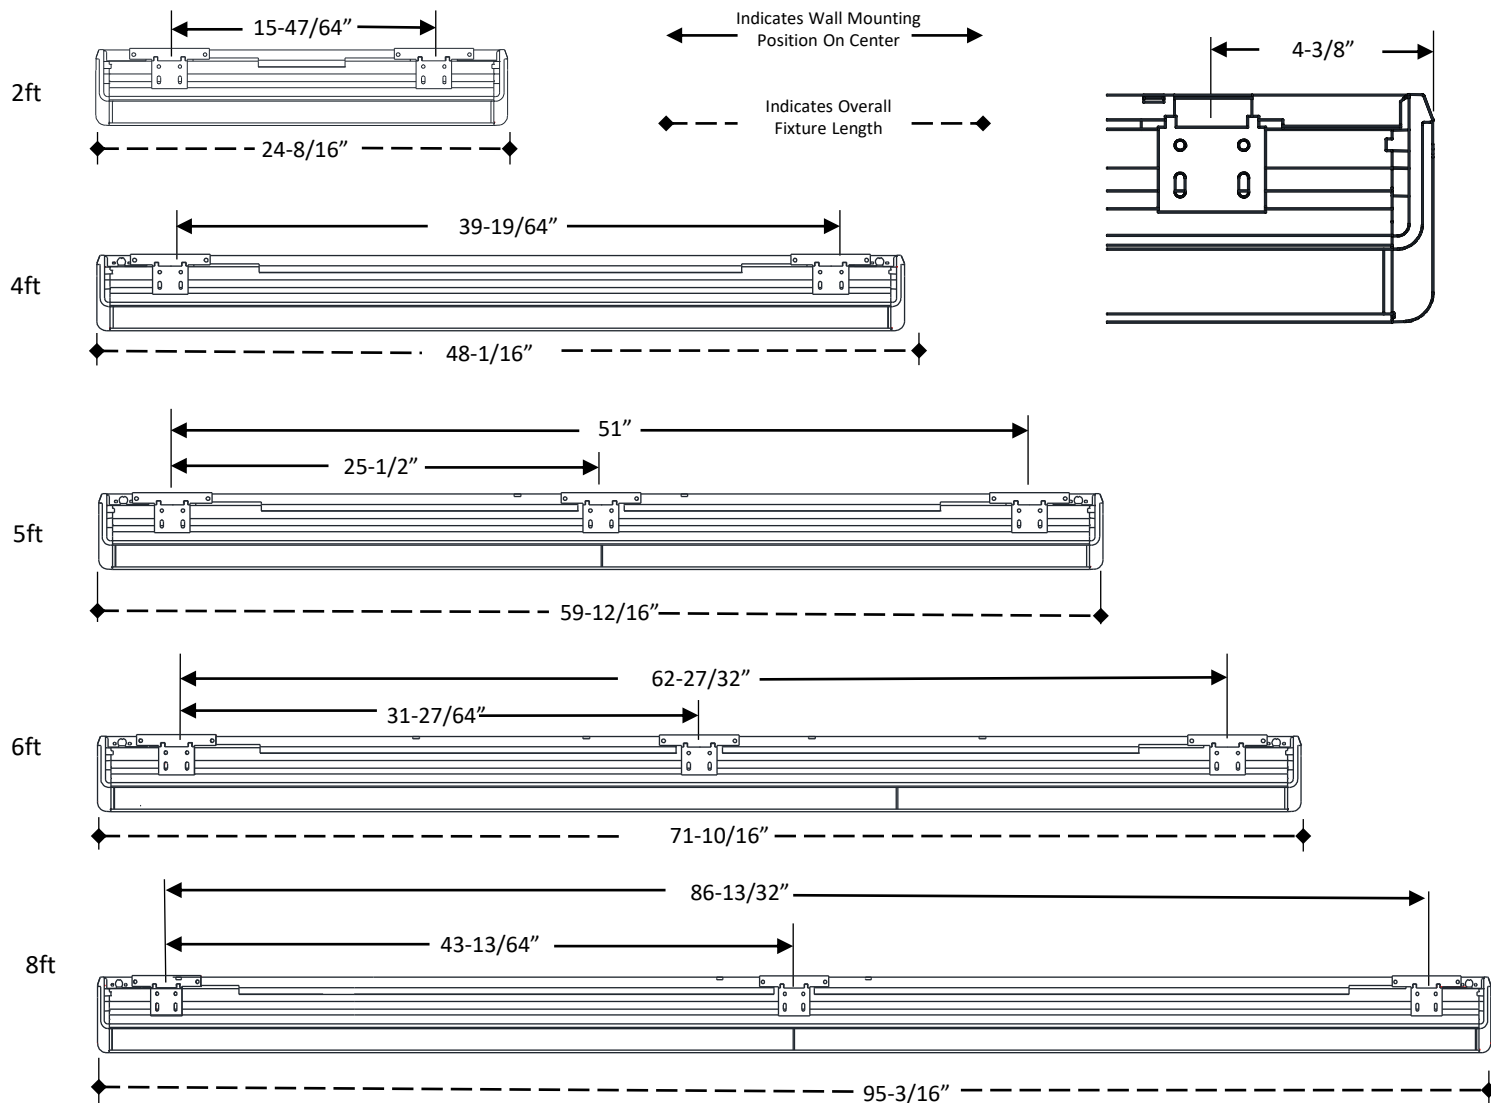 15-47/64”
Indicates Wall Mounting
Position On Center
4-3/8”
2ft
Indicates Overall
Fixture Length
24-8/16”
39-19/64”
4ft
48-1/16”
51”
25-1/2”
5ft
59-12/16”
62-27/32”
31-27/64”
6ft
71-10/16”
86-13/32”
43-13/64”
8ft
95-3/16”